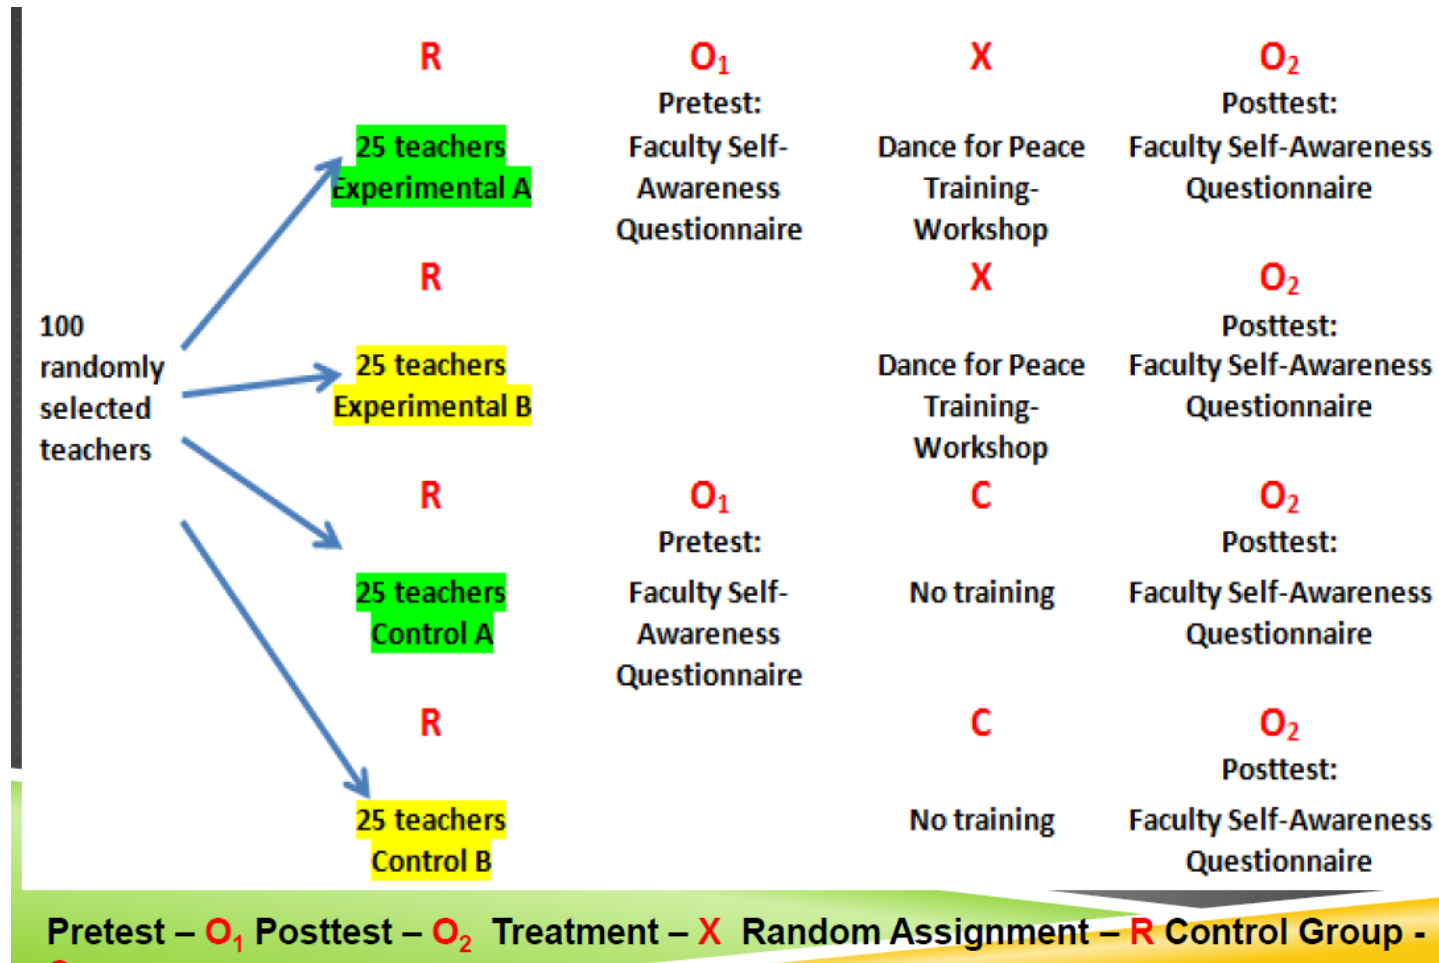 R O₁ X O₂
Pretest: Posttest:
25 teachers Faculty Self- Dance for Peace Faculty Self-Awareness
Experimental A Awareness Training- Questionnaire
Questionnaire Workshop
R X O₂
100 Posttest:
randomly 25 teachers Dance for Peace Faculty Self-Awareness
selected Experimental B Training- Questionnaire
teachers Workshop
R O₁ C O₂
Pretest: Posttest:
25 teachers Faculty Self- No training Faculty Self-Awareness
Control A Awareness Questionnaire
Questionnaire
R C O₂
Posttest:
25 teachers No training Faculty Self-Awareness
Control B Questionnaire
Pretest – O₁ Posttest – O₂ Treatment – X Random Assignment – R Control Group -